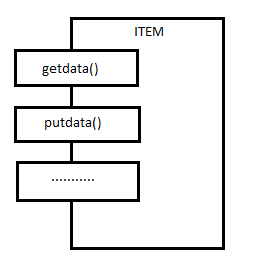 ITEM
getdata()
putdata()
...........